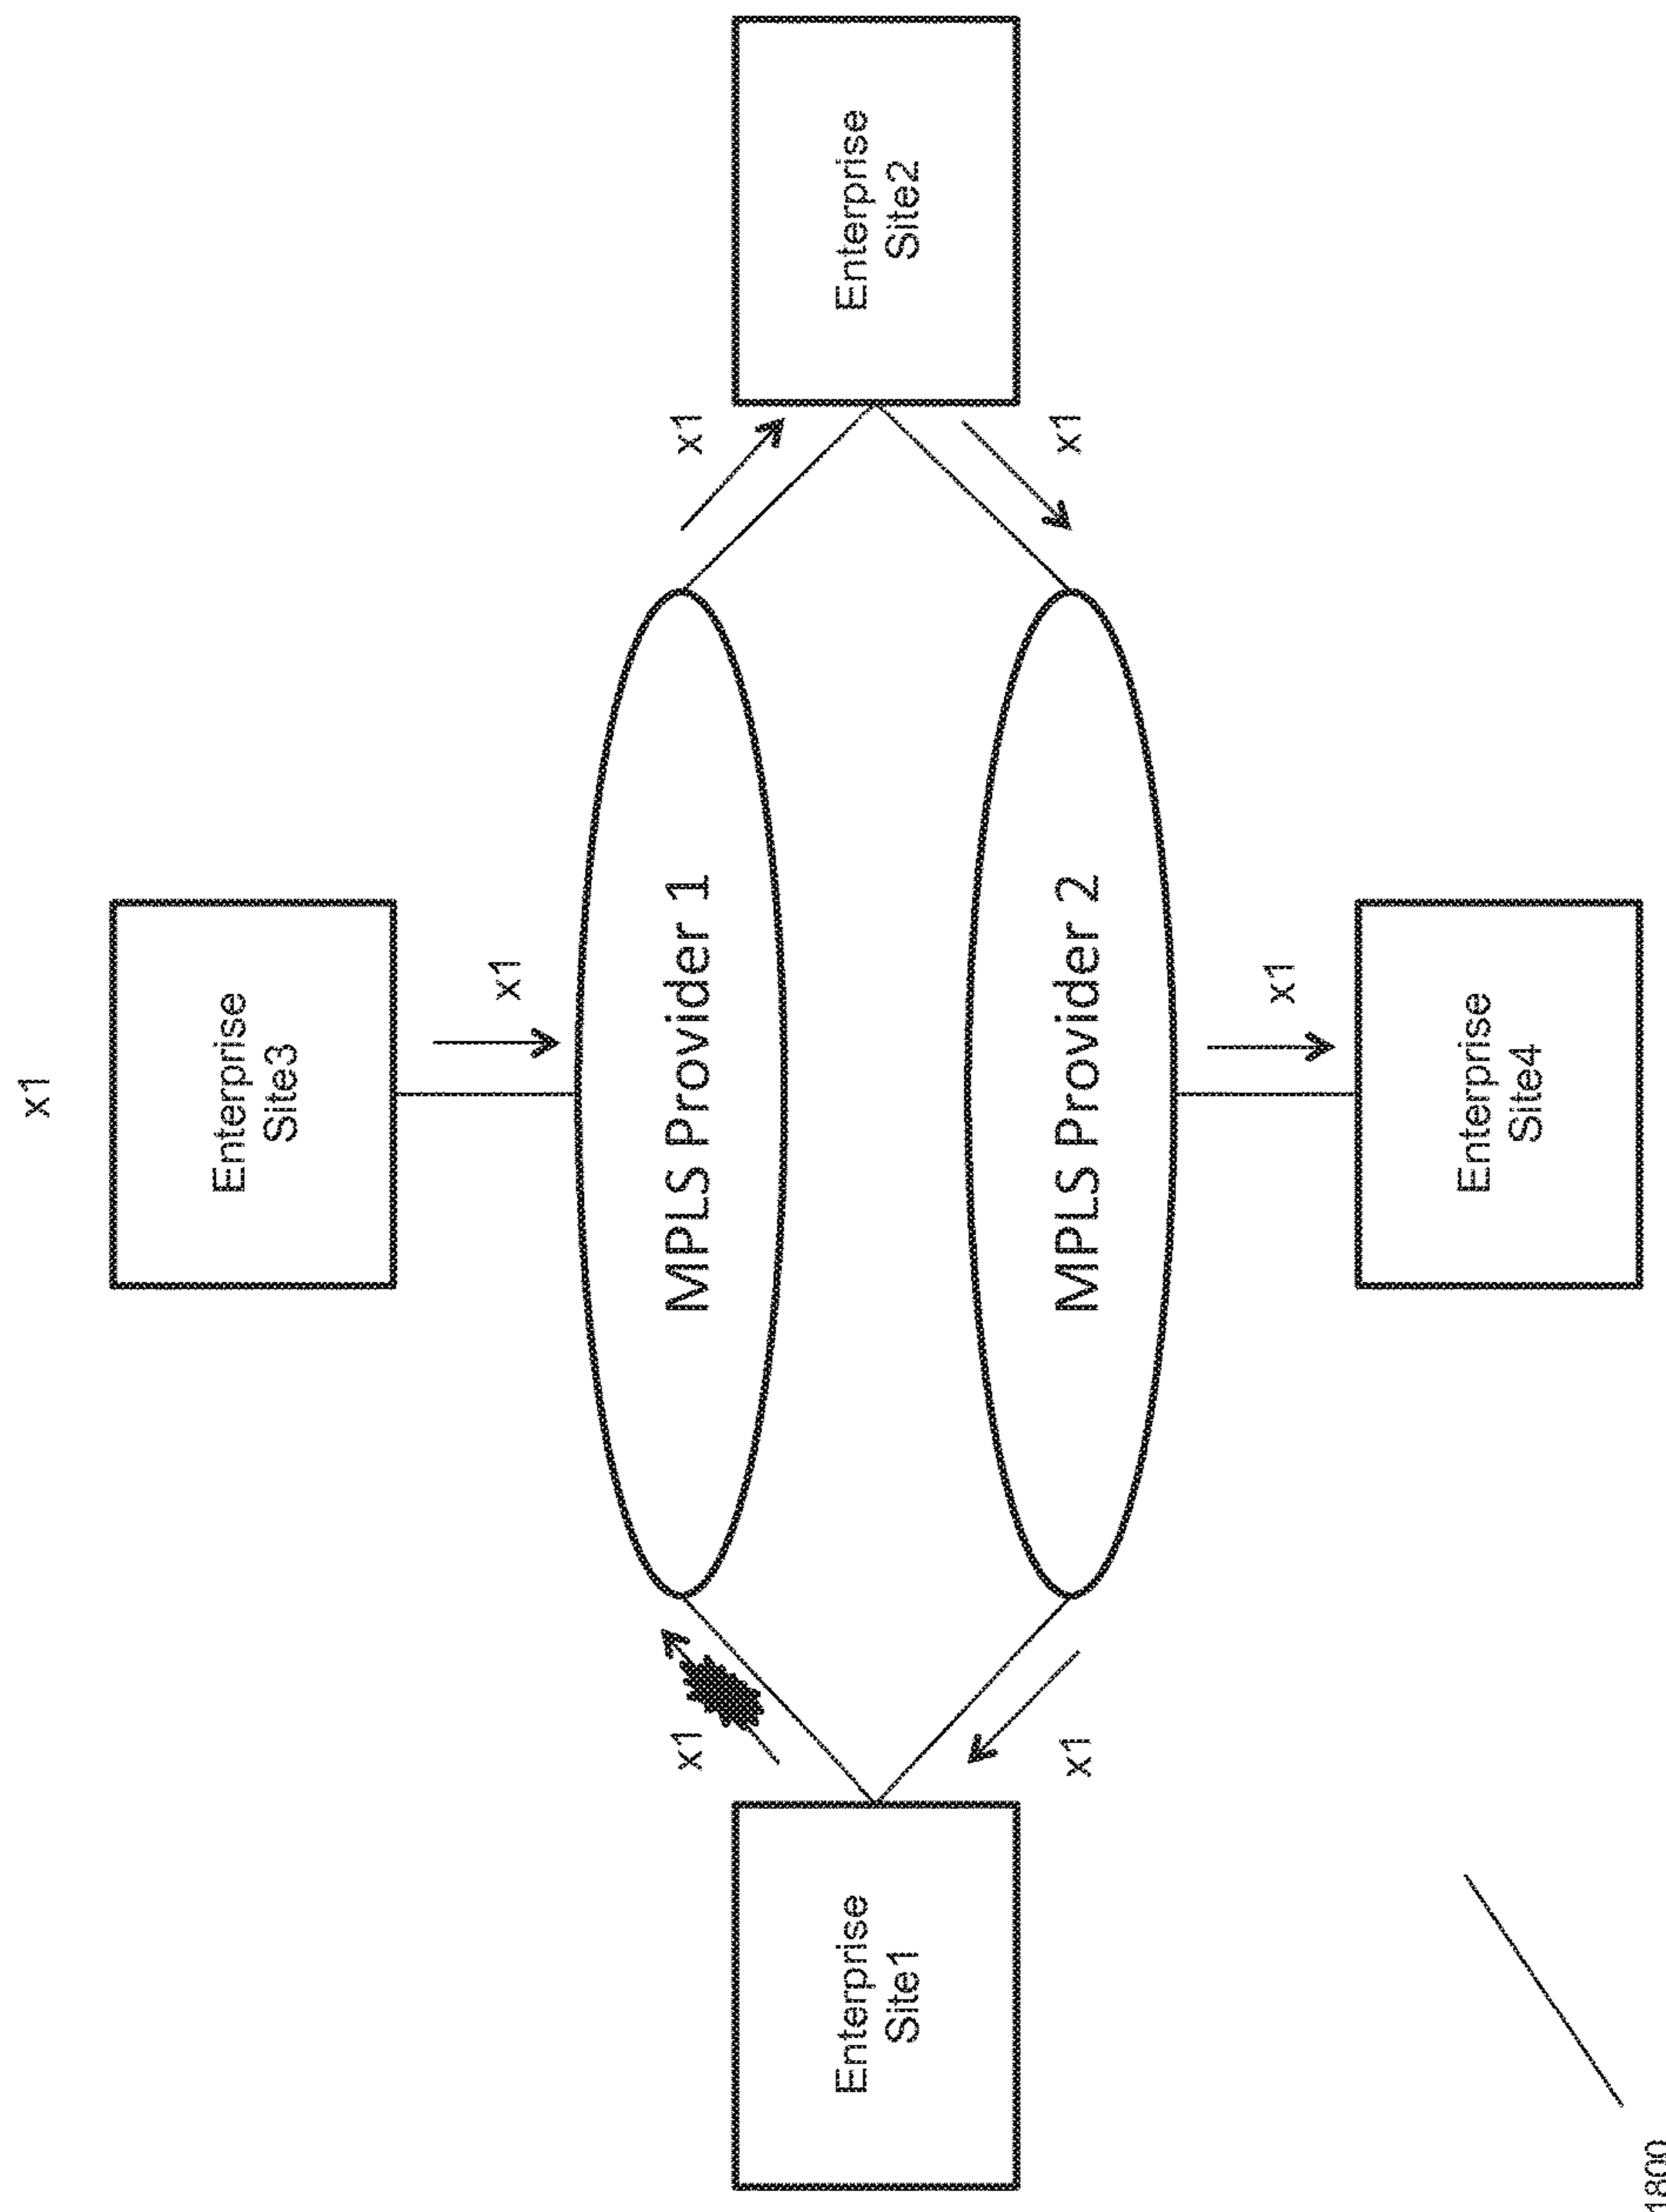 x1
Enterprise
Site3
x1
x1
MPLS Provider 1
x1
Enterprise
Site1
Enterprise
Site2
x1
MPLS Provider 2
x1
x1
Enterprise
Site4
1800